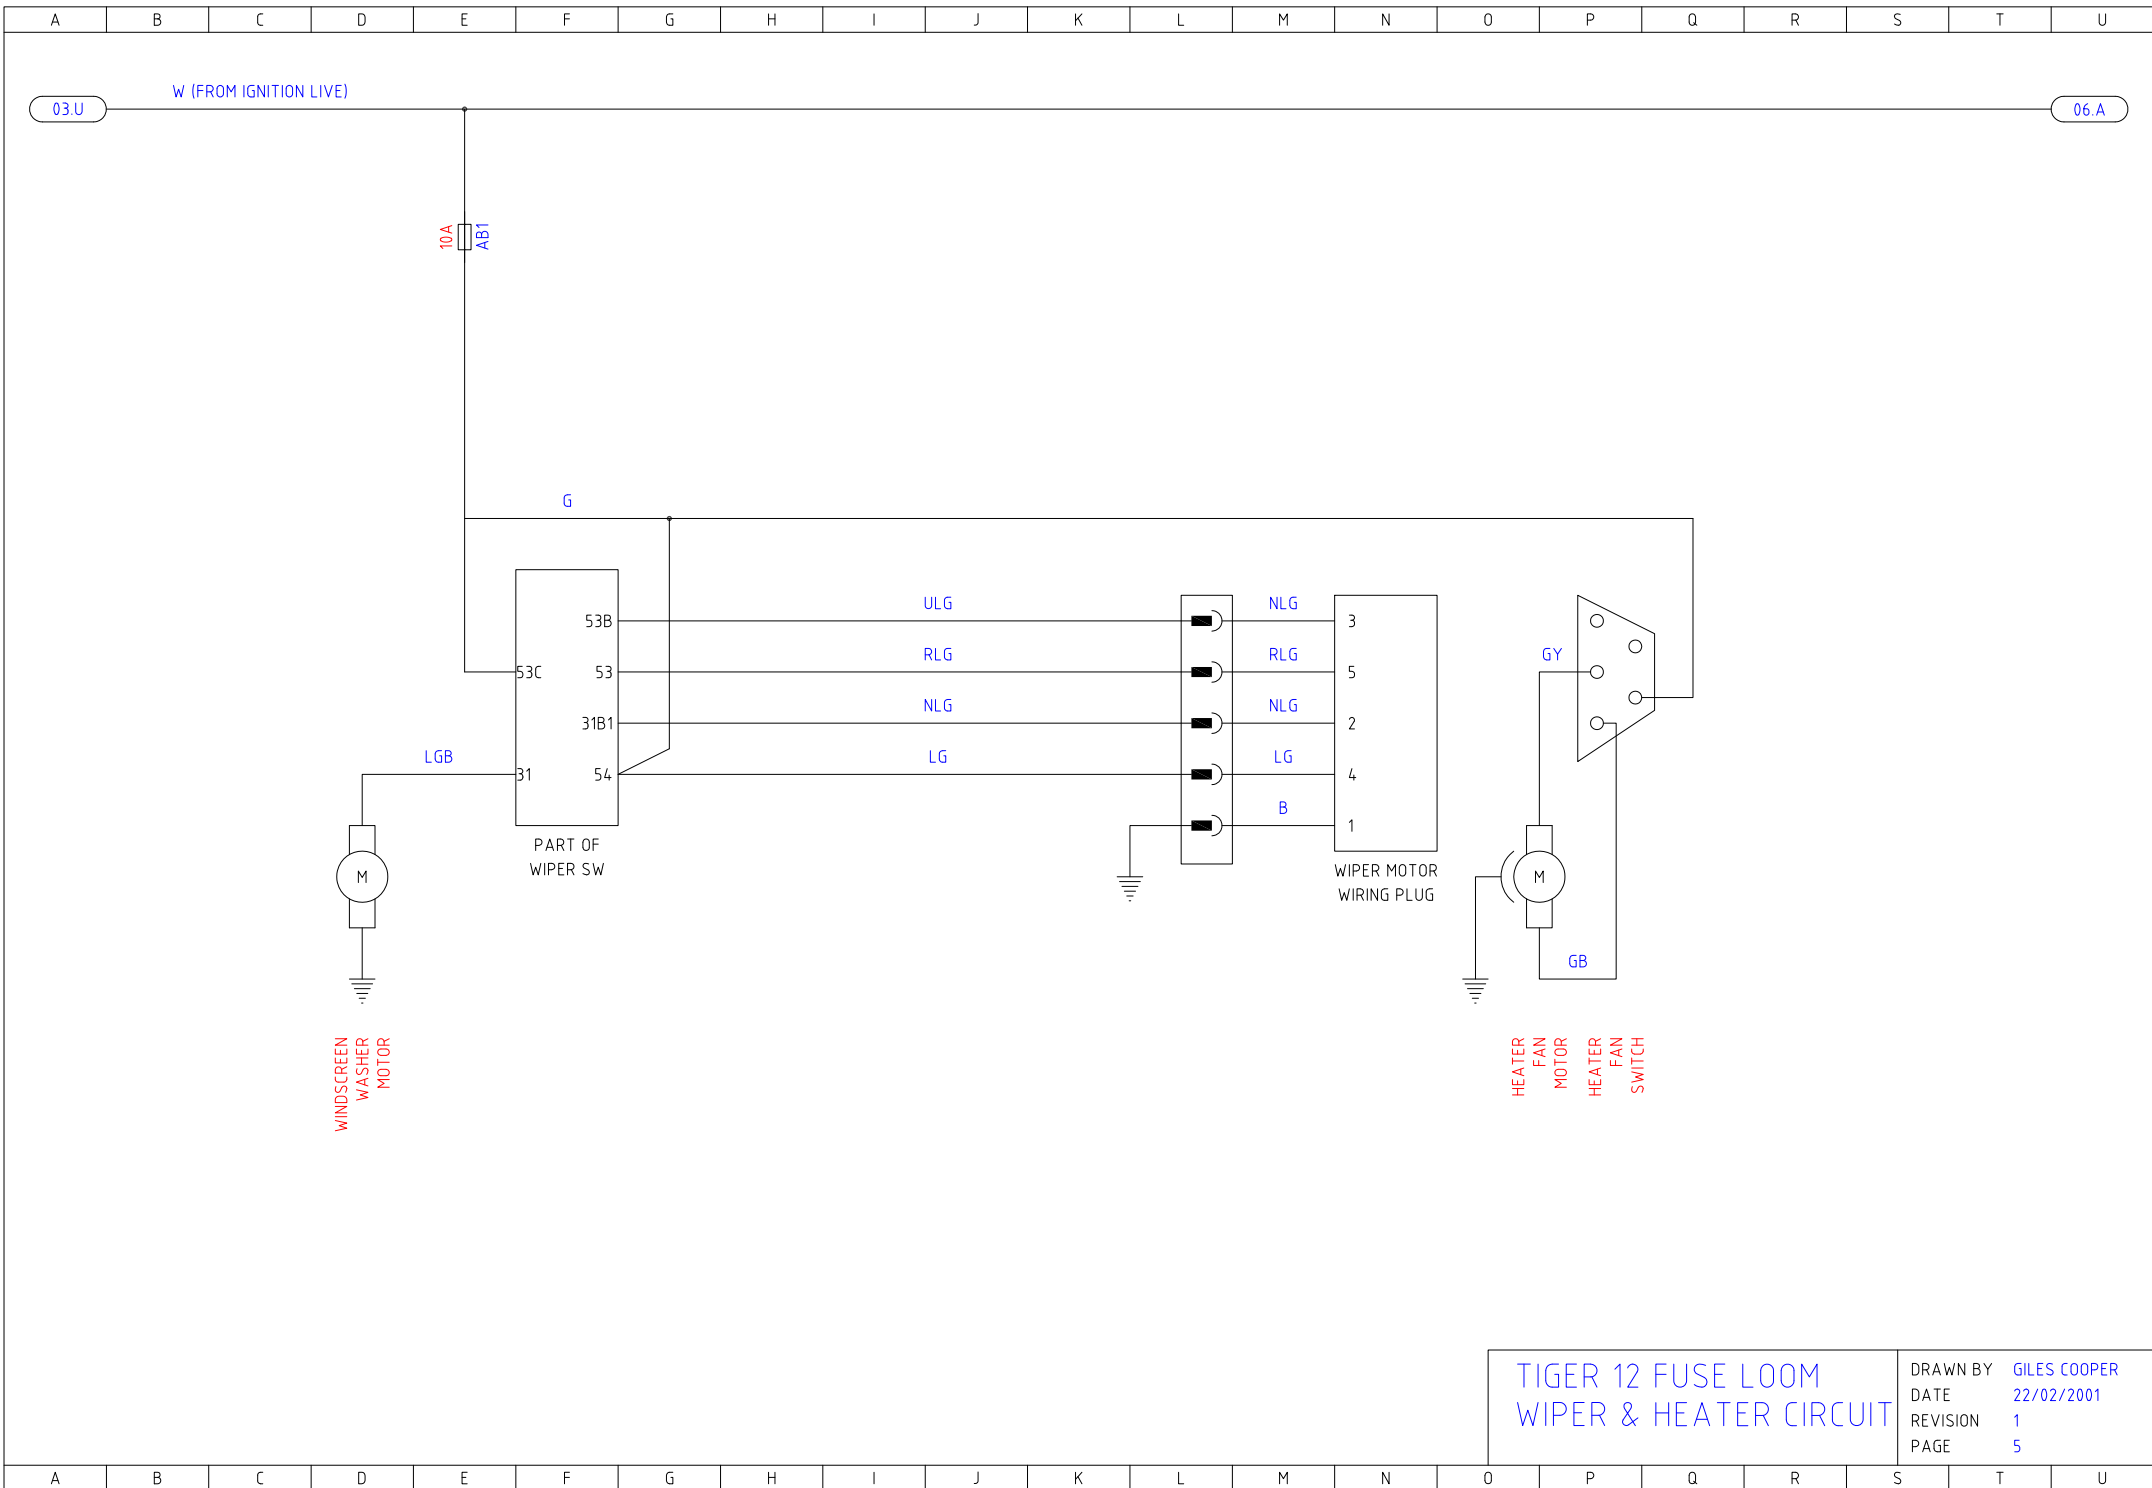 A B C D E F G H I J K L M N O P Q R S T U
W (FROM IGNITION LIVE)
03.U
06.A
10A
AB1
G
53B
53C
53
31B1
31
54
PART OF
WIPER SW
LGB
M
WINDSCREEN
WASHER
MOTOR
ULG
RLG
NLG
LG
NLG
RLG
NLG
LG
B
3
5
2
4
1
WIPER MOTOR
WIRING PLUG
GY
M
GB
HEATER
FAN
MOTOR
HEATER
FAN
SWITCH
TIGER 12 FUSE LOOM
WIPER & HEATER CIRCUIT
DRAWN BY GILES COOPER
DATE 22/02/2001
REVISION 1
PAGE 5
A B C D E F G H I J K L M N O P Q R S T U